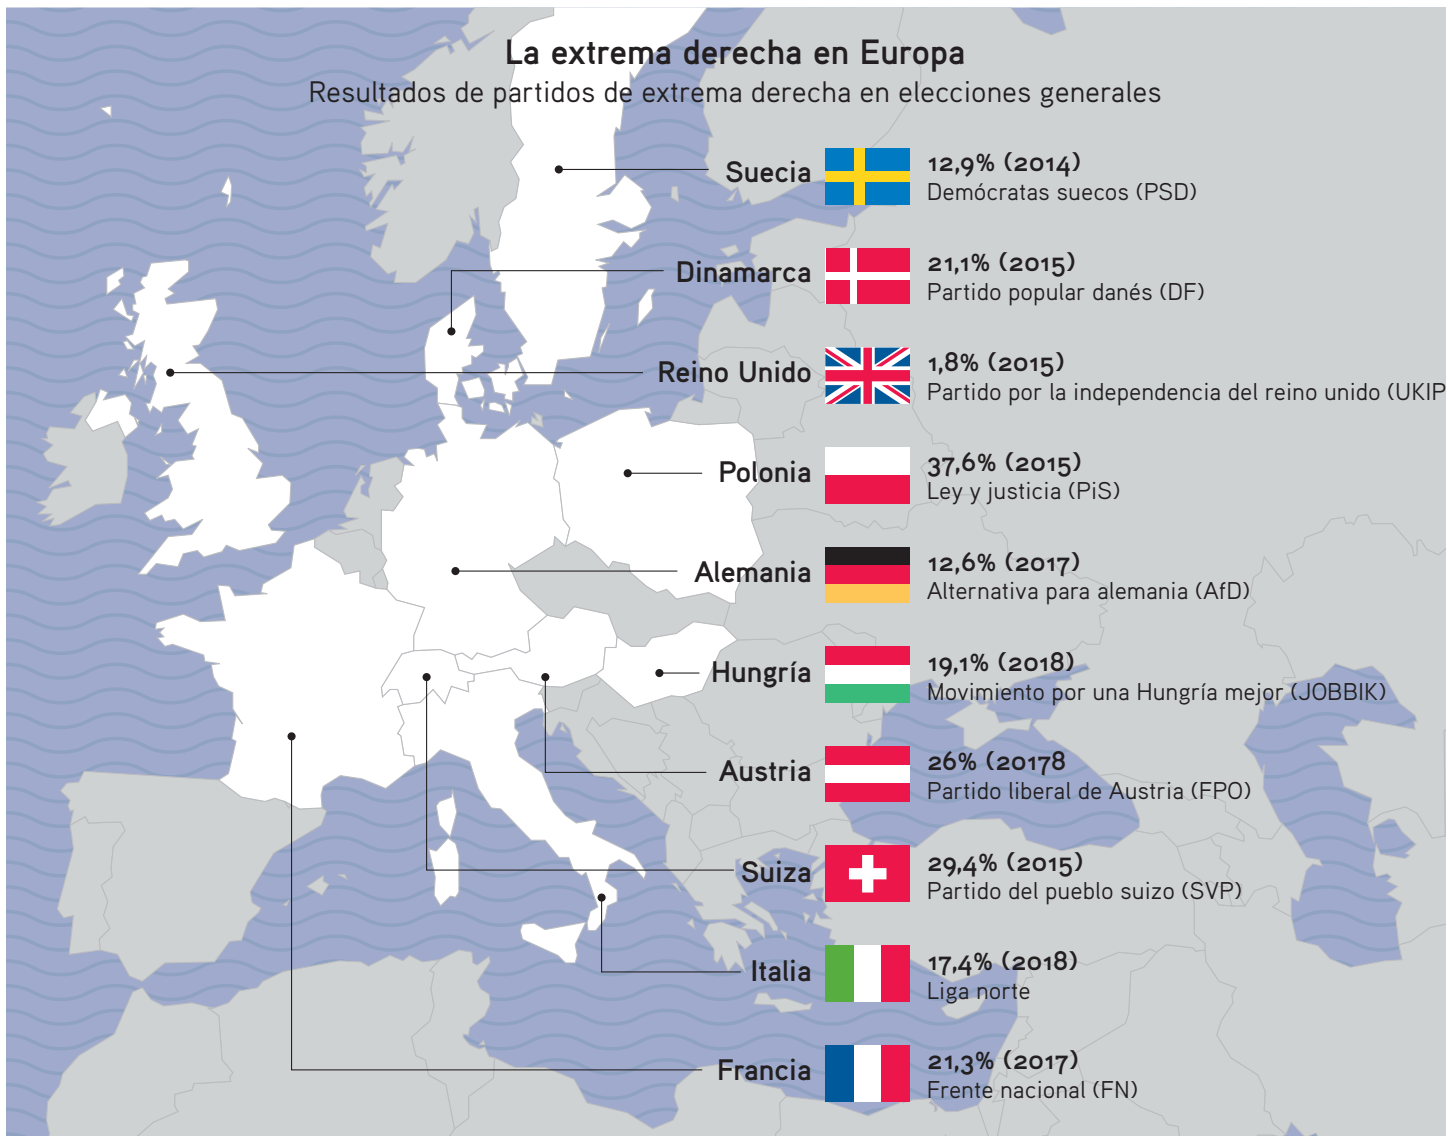 La extrema derecha en Europa
Resultados de partidos de extrema derecha en elecciones generales
Suecia
12,9% (2014)
Demócratas suecos (PSD)
Dinamarca
21,1% (2015)
Partido popular danés (DF)
Reino Unido
1,8% (2015)
Partido por la independencia del reino unido (UKIP
Polonia
37,6% (2015)
Ley y justicia (PiS)
Alemania
12,6% (2017)
Alternativa para alemania (AfD)
Hungría
19,1% (2018)
Movimiento por una Hungría mejor (JOBBIK)
Austria
26% (20178
Partido liberal de Austria (FPO)
Suiza
29,4% (2015)
Partido del pueblo suizo (SVP)
Italia
17,4% (2018)
Liga norte
Francia
21,3% (2017)
Frente nacional (FN)